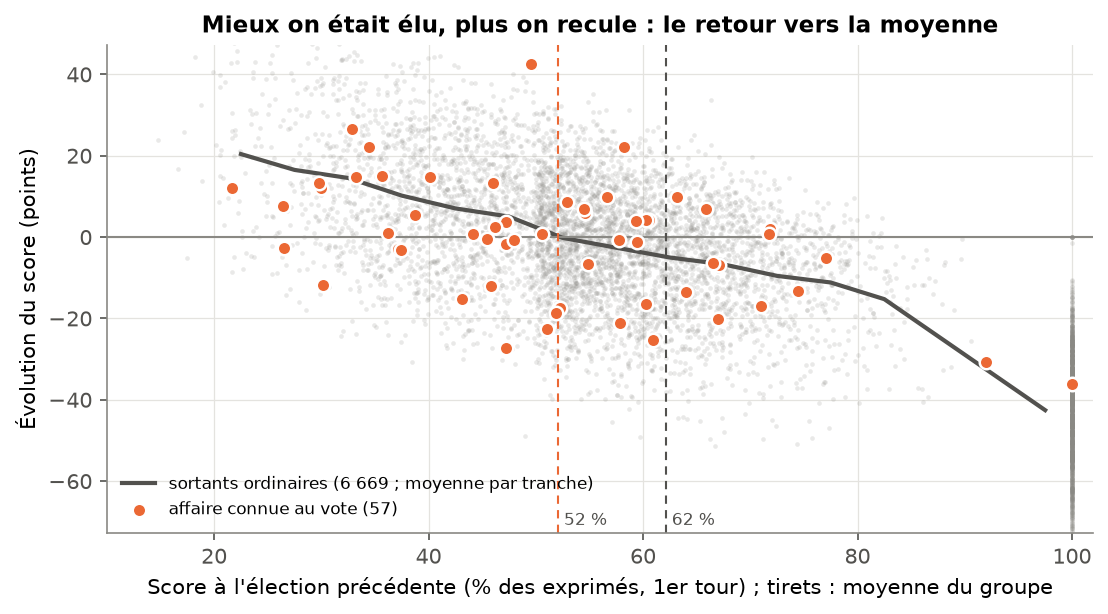 Mieux on était élu, plus on recule : le retour vers la moyenne
Évolution du score (points)
40
20
0
−20
−40
−60
sortants ordinaires (6 669 ; moyenne par tranche)
affaire connue au vote (57)
52 %
62 %
20
40
60
80
100
Score à l'élection précédente (% des exprimés, 1er tour) ; tirets : moyenne du groupe